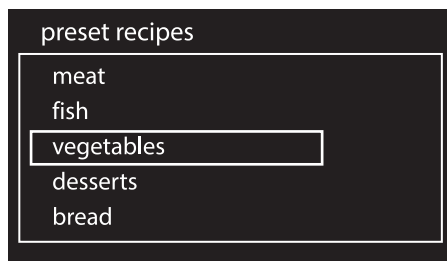 preset recipes
meat
fish
vegetables
desserts
bread